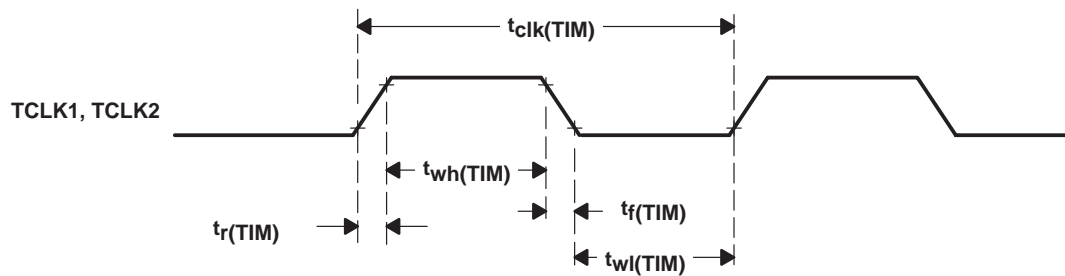 tclk(TIM)
TCLK1, TCLK2
twh(TIM)
tr(TIM)
tf(TIM)
twl(TIM)